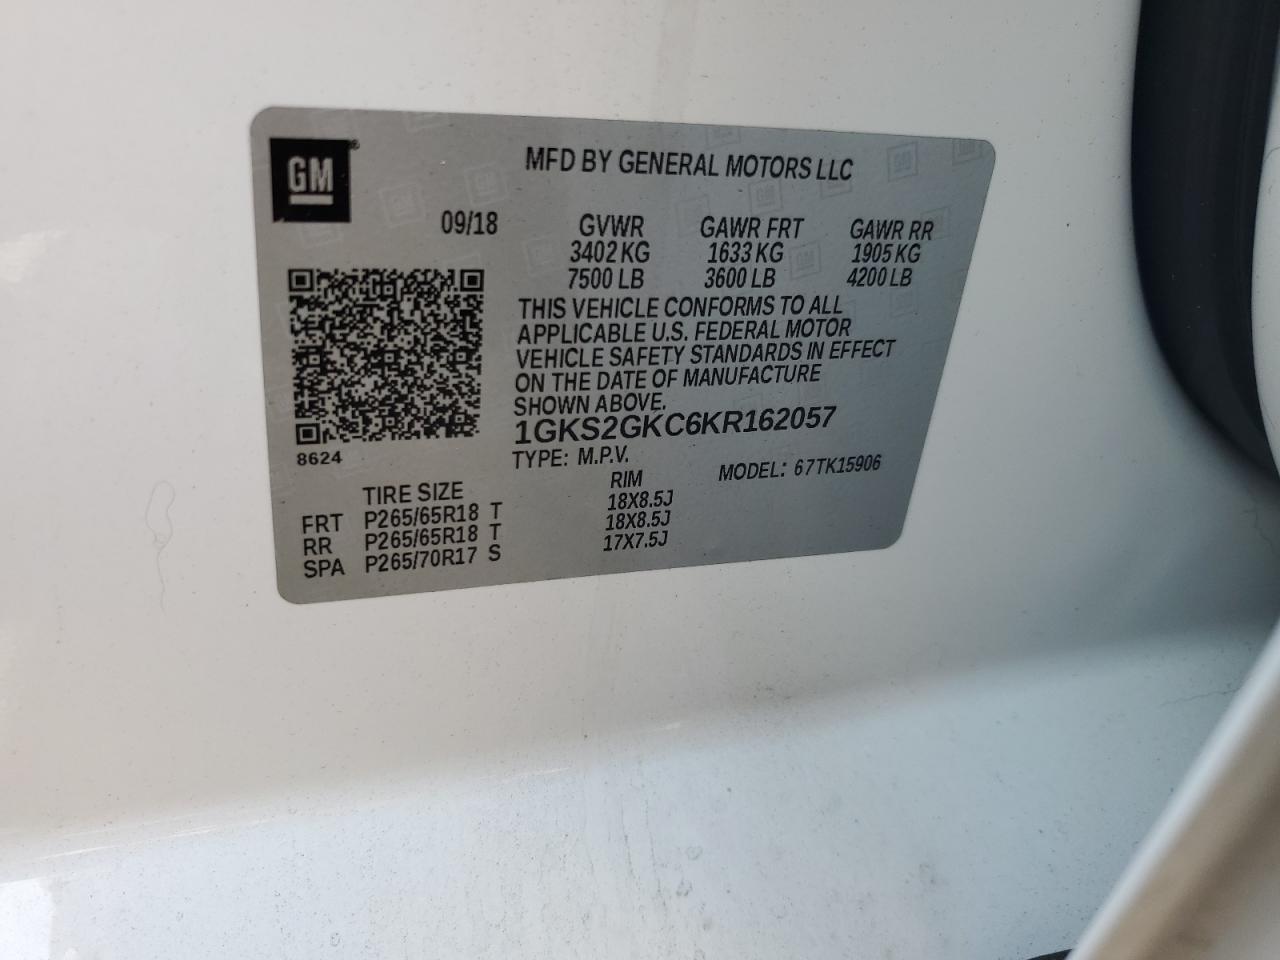 GM
MFD BY GENERAL MOTORS LLC
09/18 GVWR GAWR FRT GAWR RR
3402 KG 1633 KG 1905 KG
7500 LB 3600 LB 4200 LB
THIS VEHICLE CONFORMS TO ALL
APPLICABLE U.S. FEDERAL MOTOR
VEHICLE SAFETY STANDARDS IN EFFECT
ON THE DATE OF MANUFACTURE
SHOWN ABOVE.
1GKS2GKC6KR162057
8624
TYPE: M.P.V. MODEL: 67TK15906
TIRE SIZE RIM
FRT P265/65R18 T 18X8.5J
RR P265/65R18 T 18X8.5J
SPA P265/70R17 S 17X7.5J